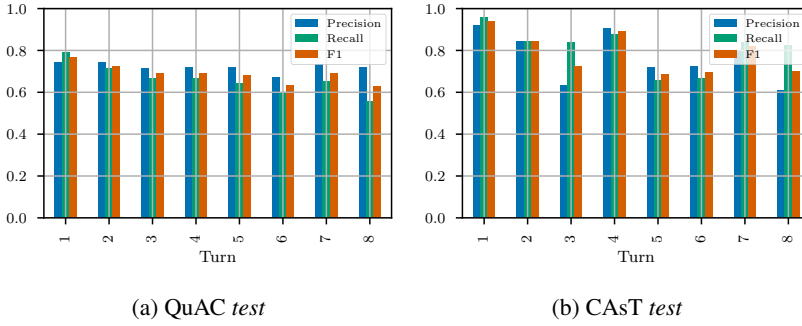 1.0
0.8
0.6
0.4
0.2
0.0
Precision
Recall
F1
1 2 3 4 5 6 7 8
Turn
(a) QuAC test
1.0
0.8
0.6
0.4
0.2
0.0
Precision
Recall
F1
1 2 3 4 5 6 7 8
Turn
(b) CAsT test